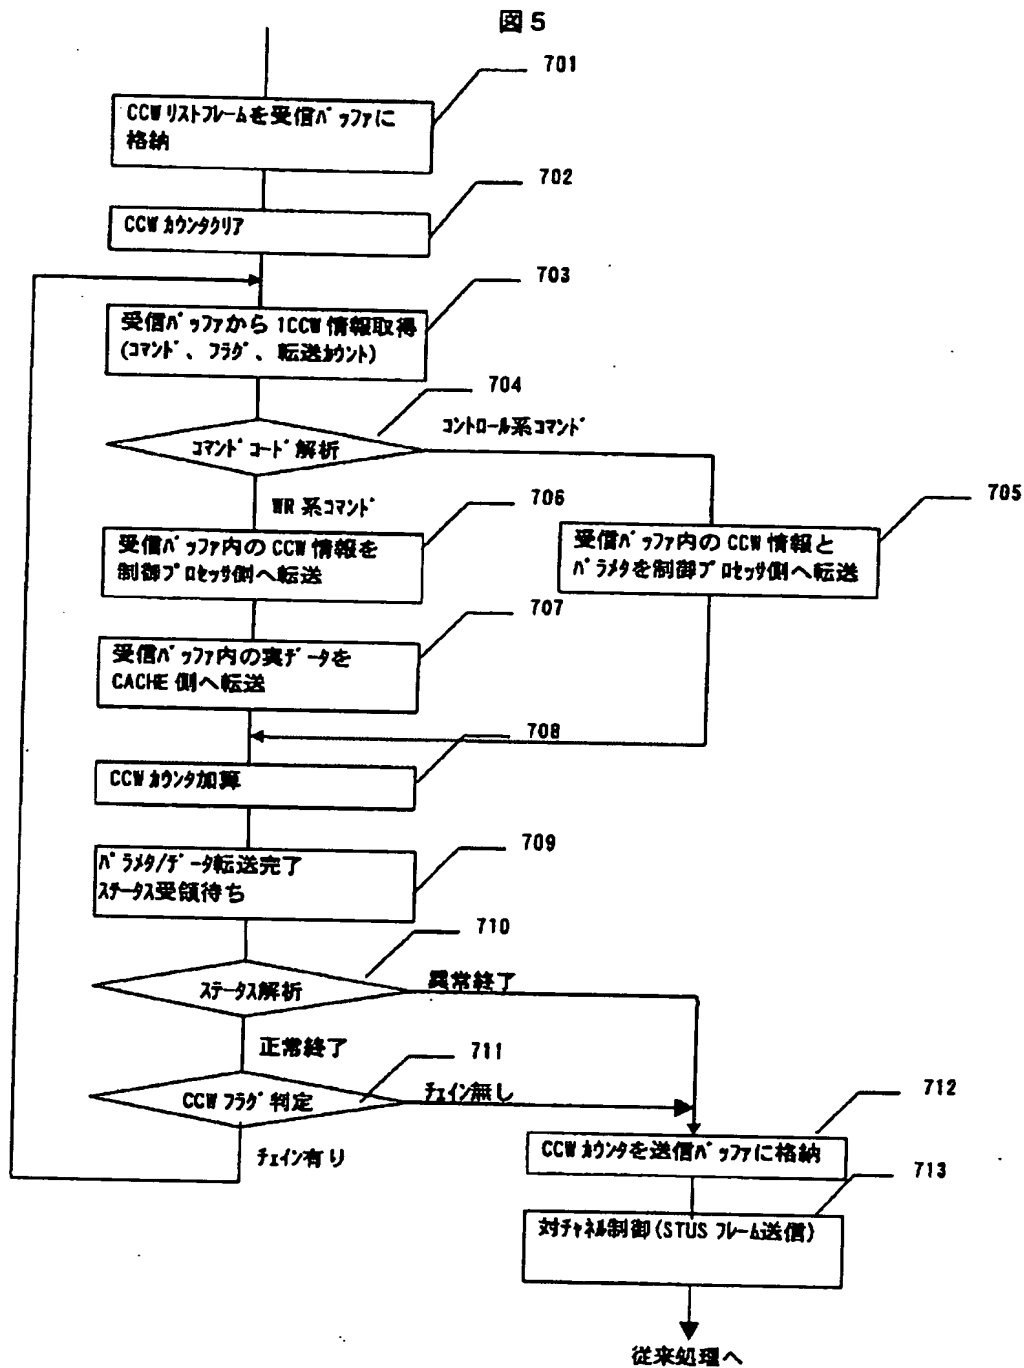 図5
701
CCWリストフレームを受信バッファに
格納
702
CCWカウンタクリア
703
受信バッファから1CCW情報取得
(コマンド、フラグ、転送カウント)
704
コントロール系コマンド
コマンドコード解析
705
WR系コマンド
706
受信バッファ内のCCW情報を
制御プロセッサ側へ転送
受信バッファ内のCCW情報と
パラメタを制御プロセッサ側へ転送
707
受信バッファ内の実データを
CACHE側へ転送
708
CCWカウンタ加算
709
パラメタ/データ転送完了
ステータス受領待ち
710
ステータス解析
異常終了
正常終了
711
CCWフラグ判定
チェイン無し
712
チェイン有り
CCWカウンタを送信バッファに格納
713
対チャネル制御(STUSフレーム送信)
従来処理へ